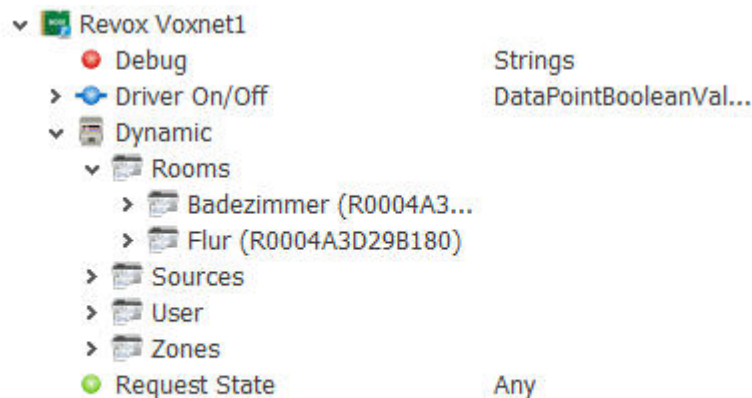 Revox Voxnet1
Debug Strings
Driver On/Off DataPointBooleanVal...
Dynamic
Rooms
Badezimmer (R0004A3...
Flur (R0004A3D29B180)
Sources
User
Zones
Request State Any